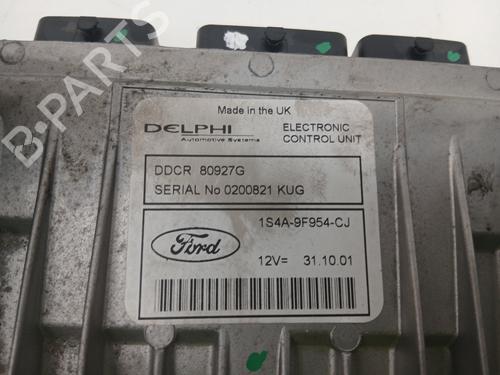 Made in the UK
DELPHI
Automotive Systems
ELECTRONIC
CONTROL UNIT
DDCR 80927G
SERIAL No 0200821 KUG
Ford
1S4A-9F954-CJ
12V= 31.10.01
B-PARTS